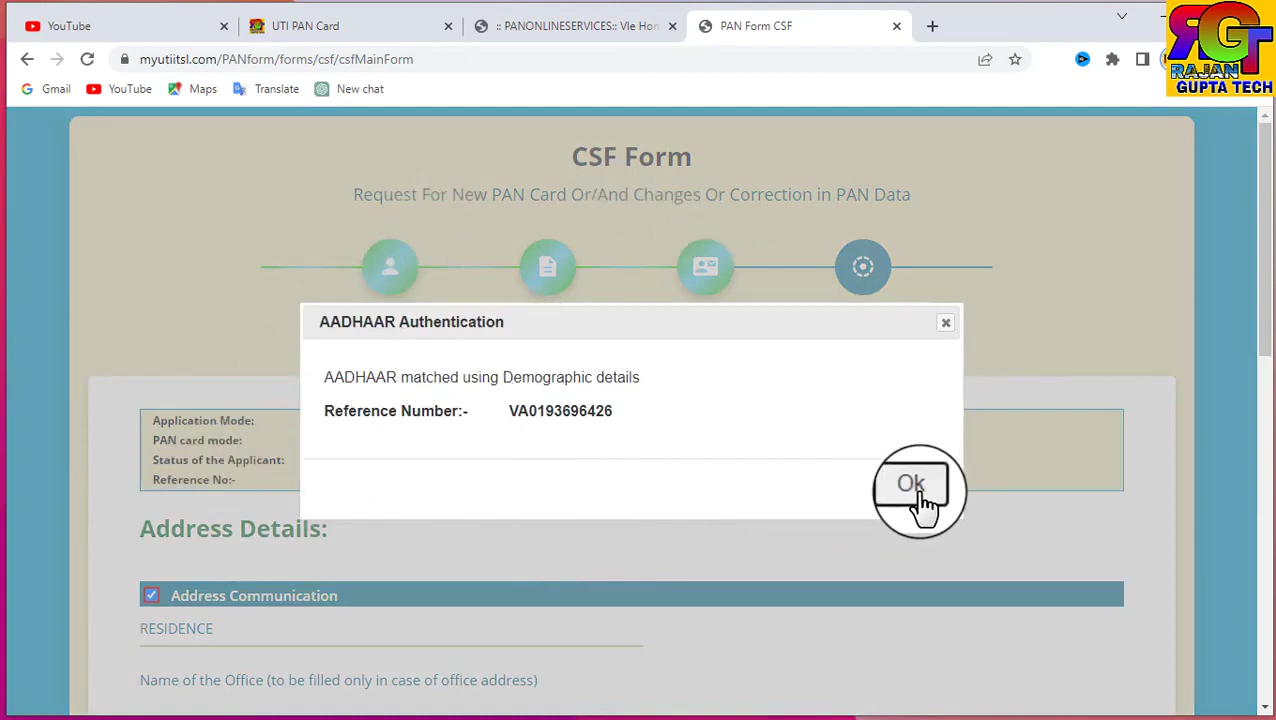 YouTube
UTI PAN Card
:: PANONLINESERVICES:: Vle Hon
PAN Form CSF
myutiitsl.com/PANform/forms/csf/csfMainForm
Gmail
YouTube
Maps
Translate
New chat
RGT
RAJAN
GUPTA TECH
CSF Form
Request For New PAN Card Or/And Changes Or Correction in PAN Data
AADHAAR Authentication
AADHAAR matched using Demographic details
Reference Number:- VA0193696426
Ok
Application Mode:
PAN card mode:
Status of the Applicant:
Reference No:-
Address Details:
Address Communication
RESIDENCE
Name of the Office (to be filled only in case of office address)